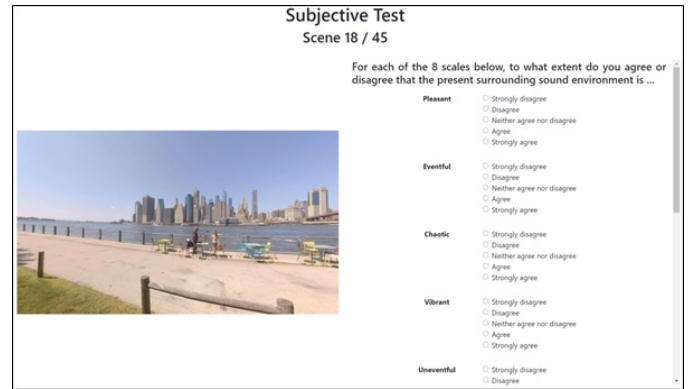 Subjective Test
Scene 18 / 45
For each of the 8 scales below, to what extent do you agree or
disagree that the present surrounding sound environment is ...
Pleasant
Strongly disagree
Disagree
Neither agree nor disagree
Agree
Strongly agree
Eventful
Strongly disagree
Disagree
Neither agree nor disagree
Agree
Strongly agree
Chaotic
Strongly disagree
Disagree
Neither agree nor disagree
Agree
Strongly agree
Vibrant
Strongly disagree
Disagree
Neither agree nor disagree
Agree
Strongly agree
Uneventful
Strongly disagree
Disagree